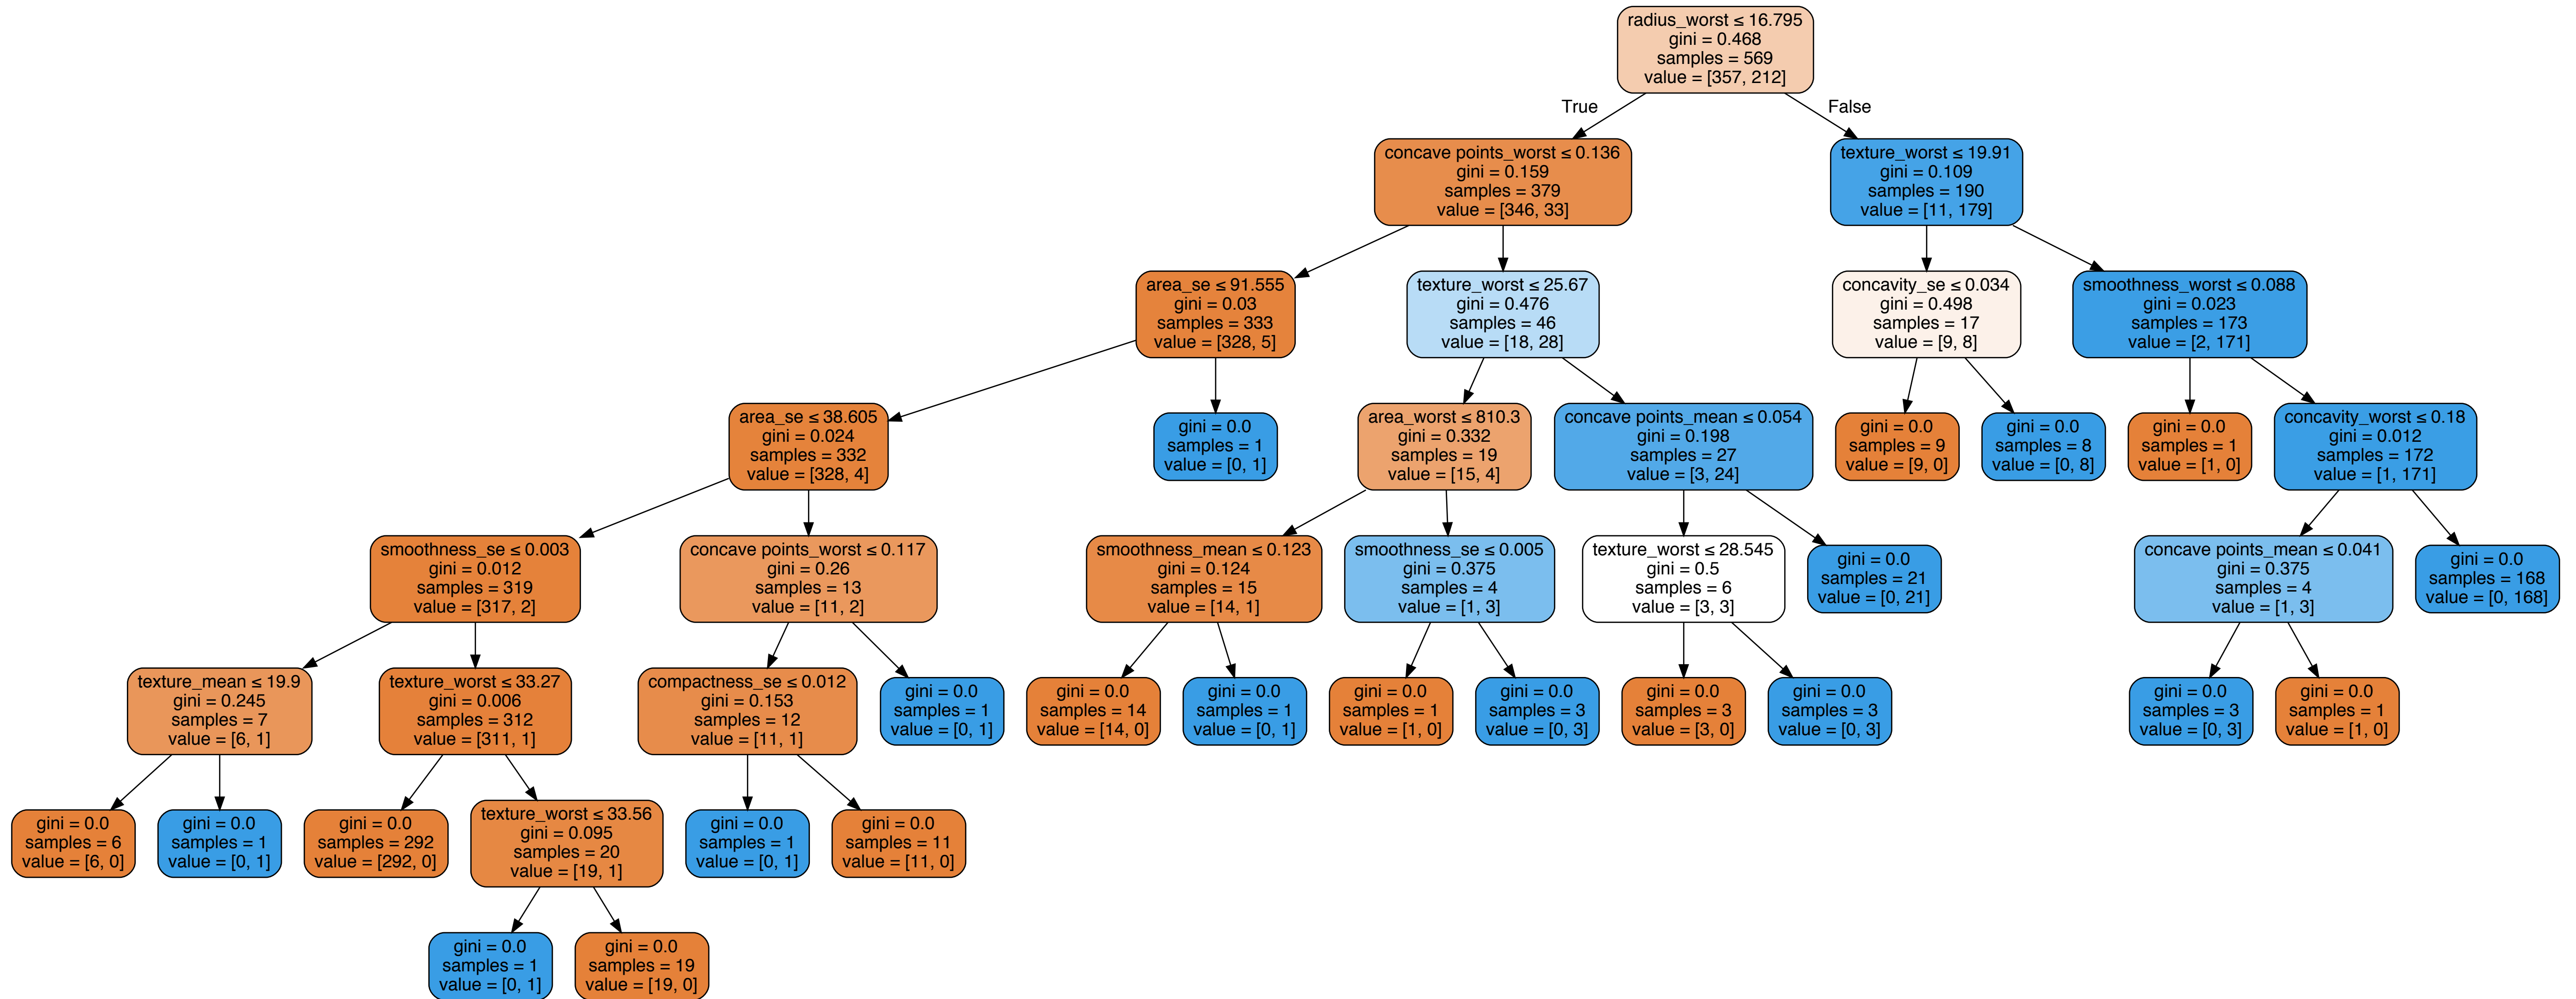 radius_worst ≤ 16.795
gini = 0.468
samples = 569
value = [357, 212]
True
False
concave points_worst ≤ 0.136
gini = 0.159
samples = 379
value = [346, 33]
texture_worst ≤ 19.91
gini = 0.109
samples = 190
value = [11, 179]
area_se ≤ 91.555
gini = 0.03
samples = 333
value = [328, 5]
texture_worst ≤ 25.67
gini = 0.476
samples = 46
value = [18, 28]
concavity_se ≤ 0.034
gini = 0.498
samples = 17
value = [9, 8]
smoothness_worst ≤ 0.088
gini = 0.023
samples = 173
value = [2, 171]
area_se ≤ 38.605
gini = 0.024
samples = 332
value = [328, 4]
gini = 0.0
samples = 1
value = [0, 1]
area_worst ≤ 810.3
gini = 0.332
samples = 19
value = [15, 4]
concave points_mean ≤ 0.054
gini = 0.198
samples = 27
value = [3, 24]
gini = 0.0
samples = 9
value = [9, 0]
gini = 0.0
samples = 8
value = [0, 8]
gini = 0.0
samples = 1
value = [1, 0]
concavity_worst ≤ 0.18
gini = 0.012
samples = 172
value = [1, 171]
smoothness_se ≤ 0.003
gini = 0.012
samples = 319
value = [317, 2]
concave points_worst ≤ 0.117
gini = 0.26
samples = 13
value = [11, 2]
smoothness_mean ≤ 0.123
gini = 0.124
samples = 15
value = [14, 1]
smoothness_se ≤ 0.005
gini = 0.375
samples = 4
value = [1, 3]
texture_worst ≤ 28.545
gini = 0.5
samples = 6
value = [3, 3]
gini = 0.0
samples = 21
value = [0, 21]
concave points_mean ≤ 0.041
gini = 0.375
samples = 4
value = [1, 3]
gini = 0.0
samples = 168
value = [0, 168]
texture_mean ≤ 19.9
gini = 0.245
samples = 7
value = [6, 1]
texture_worst ≤ 33.27
gini = 0.006
samples = 312
value = [311, 1]
compactness_se ≤ 0.012
gini = 0.153
samples = 12
value = [11, 1]
gini = 0.0
samples = 1
value = [0, 1]
gini = 0.0
samples = 14
value = [14, 0]
gini = 0.0
samples = 1
value = [0, 1]
gini = 0.0
samples = 1
value = [1, 0]
gini = 0.0
samples = 3
value = [0, 3]
gini = 0.0
samples = 3
value = [3, 0]
gini = 0.0
samples = 3
value = [0, 3]
gini = 0.0
samples = 3
value = [0, 3]
gini = 0.0
samples = 1
value = [1, 0]
gini = 0.0
samples = 6
value = [6, 0]
gini = 0.0
samples = 1
value = [0, 1]
gini = 0.0
samples = 292
value = [292, 0]
texture_worst ≤ 33.56
gini = 0.095
samples = 20
value = [19, 1]
gini = 0.0
samples = 1
value = [0, 1]
gini = 0.0
samples = 11
value = [11, 0]
gini = 0.0
samples = 1
value = [0, 1]
gini = 0.0
samples = 19
value = [19, 0]